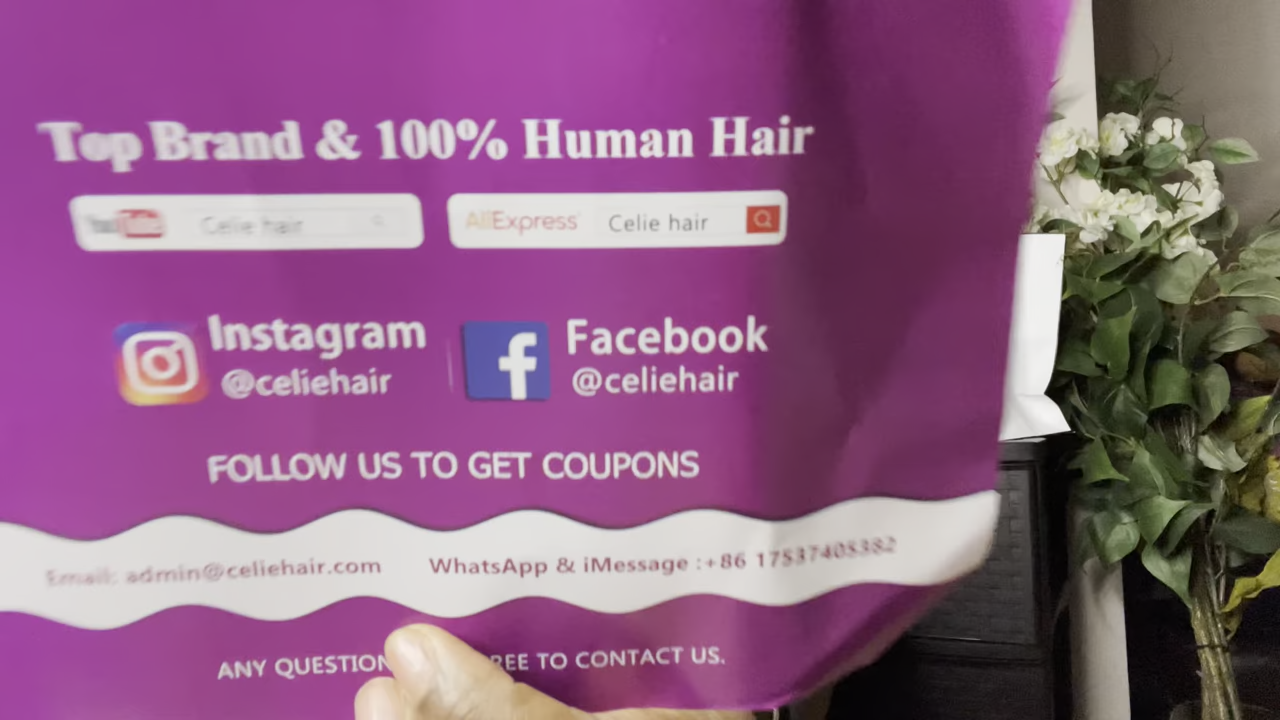 Top Brand & 100% Human Hair
YouTube Celie hair
AliExpress Celie hair
Instagram
@celiehair
Facebook
@celiehair
FOLLOW US TO GET COUPONS
Email: admin@celiehair.com WhatsApp & iMessage :+86 17537405382
ANY QUESTION REE TO CONTACT US.